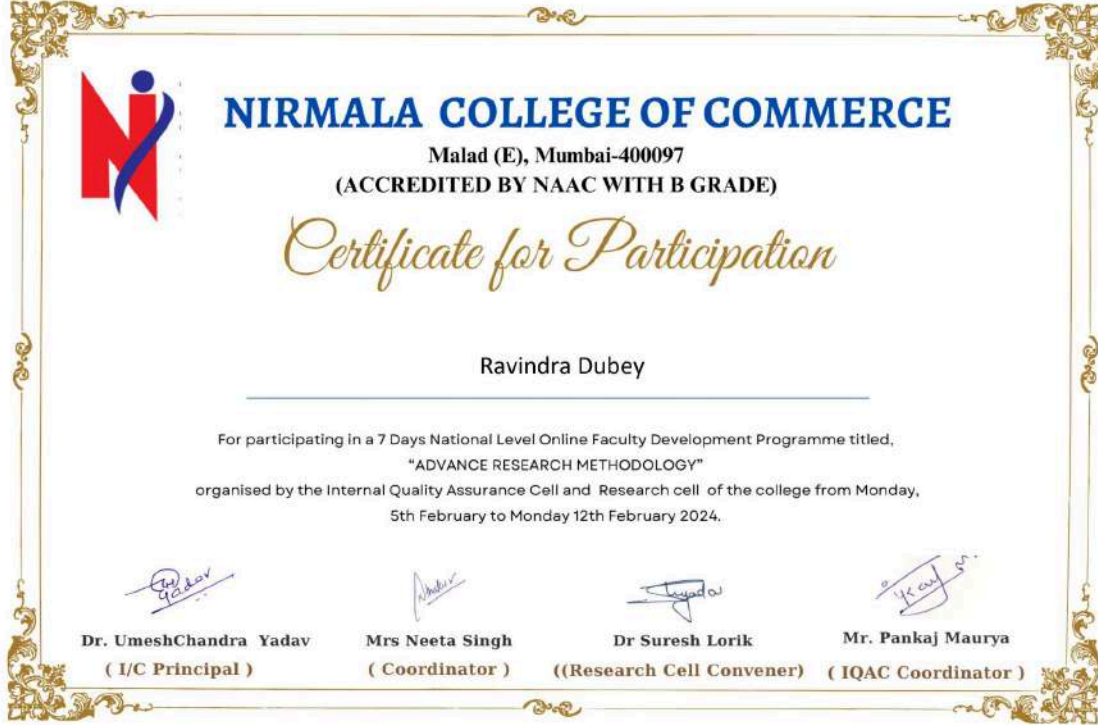 NIRMALA COLLEGE OF COMMERCE
Malad (E), Mumbai-400097
(ACCREDITED BY NAAC WITH B GRADE)
Certificate for Participation
Ravindra Dubey
For participating in a 7 Days National Level Online Faculty Development Programme titled,
“ADVANCE RESEARCH METHODOLOGY”
organised by the Internal Quality Assurance Cell and Research cell of the college from Monday,
5th February to Monday 12th February 2024.
Dr. UmeshChandra Yadav Mrs Neeta Singh Dr Suresh Lorik Mr. Pankaj Maurya
( I/C Principal ) ( Coordinator ) ((Research Cell Convener) ( IQAC Coordinator )